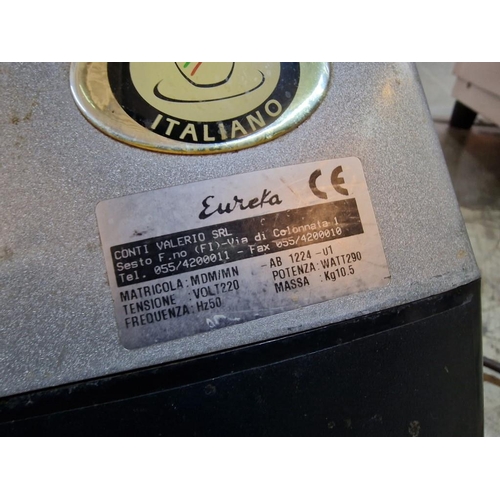 ITALIANO
Eureka CE
CONTI VALERIO SRL
Sesto F.no (FI)-Via di Colonnata 1
Tel. 055/4200011 - Fax 055/4200010
MATRICOLA :MDM/MN -AB 1224 -01
TENSIONE :VOLT220 POTENZA:WATT290
FREQUENZA:Hz50 MASSA :Kg10.5